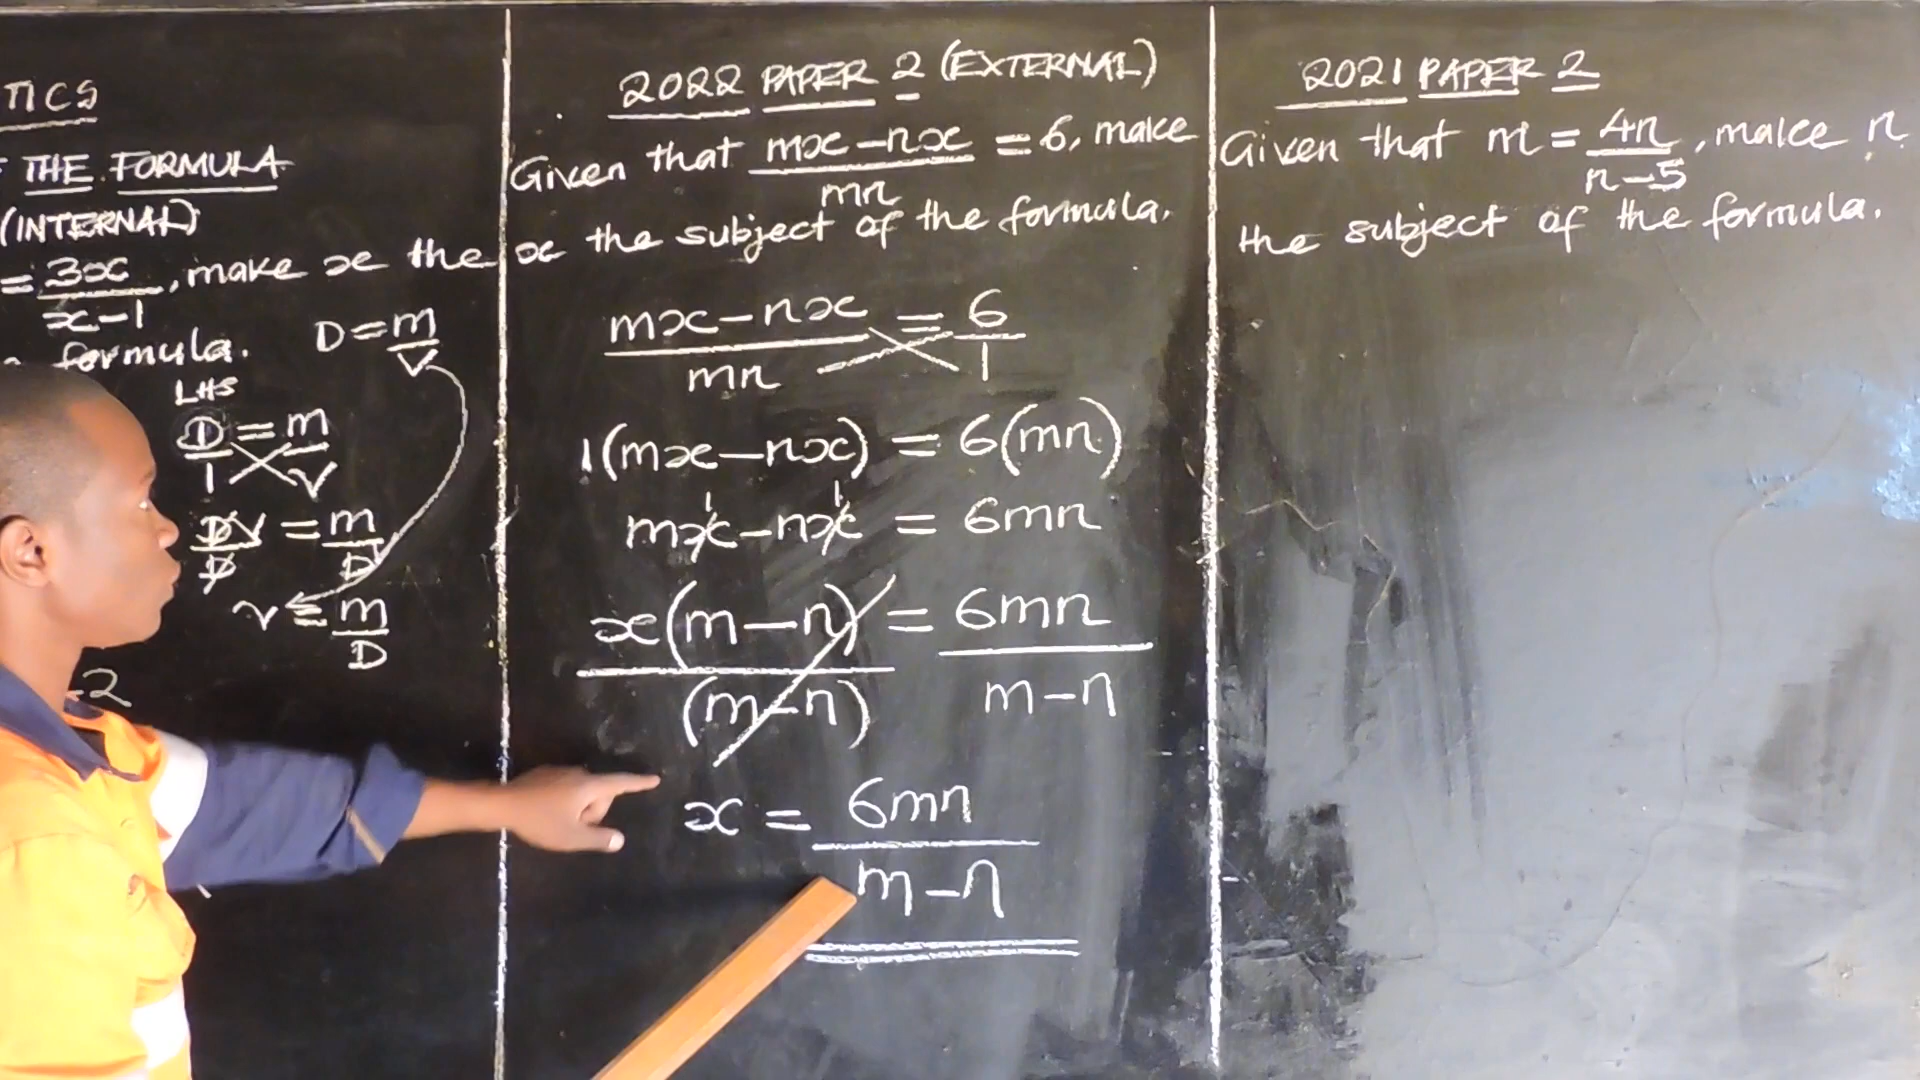 TICS
THE FORMULA
(INTERNAL)
= 3x/x-1, make x the
formula.
D = m/V
LHS
D/1 = m/V
DV/D = m/D
V = m/D
-2
2022 PAPER 2 (EXTERNAL)
Given that mx-nx/mn = 6, make
x the subject of the formula.
mx-nx/mn = 6/1
1(mx-nx) = 6(mn)
mx-nx = 6mn
x(m-n)/(m-n) = 6mn/m-n
x = 6mn/m-n
2021 PAPER 2
Given that m = 4n/n-5, make n
the subject of the formula.